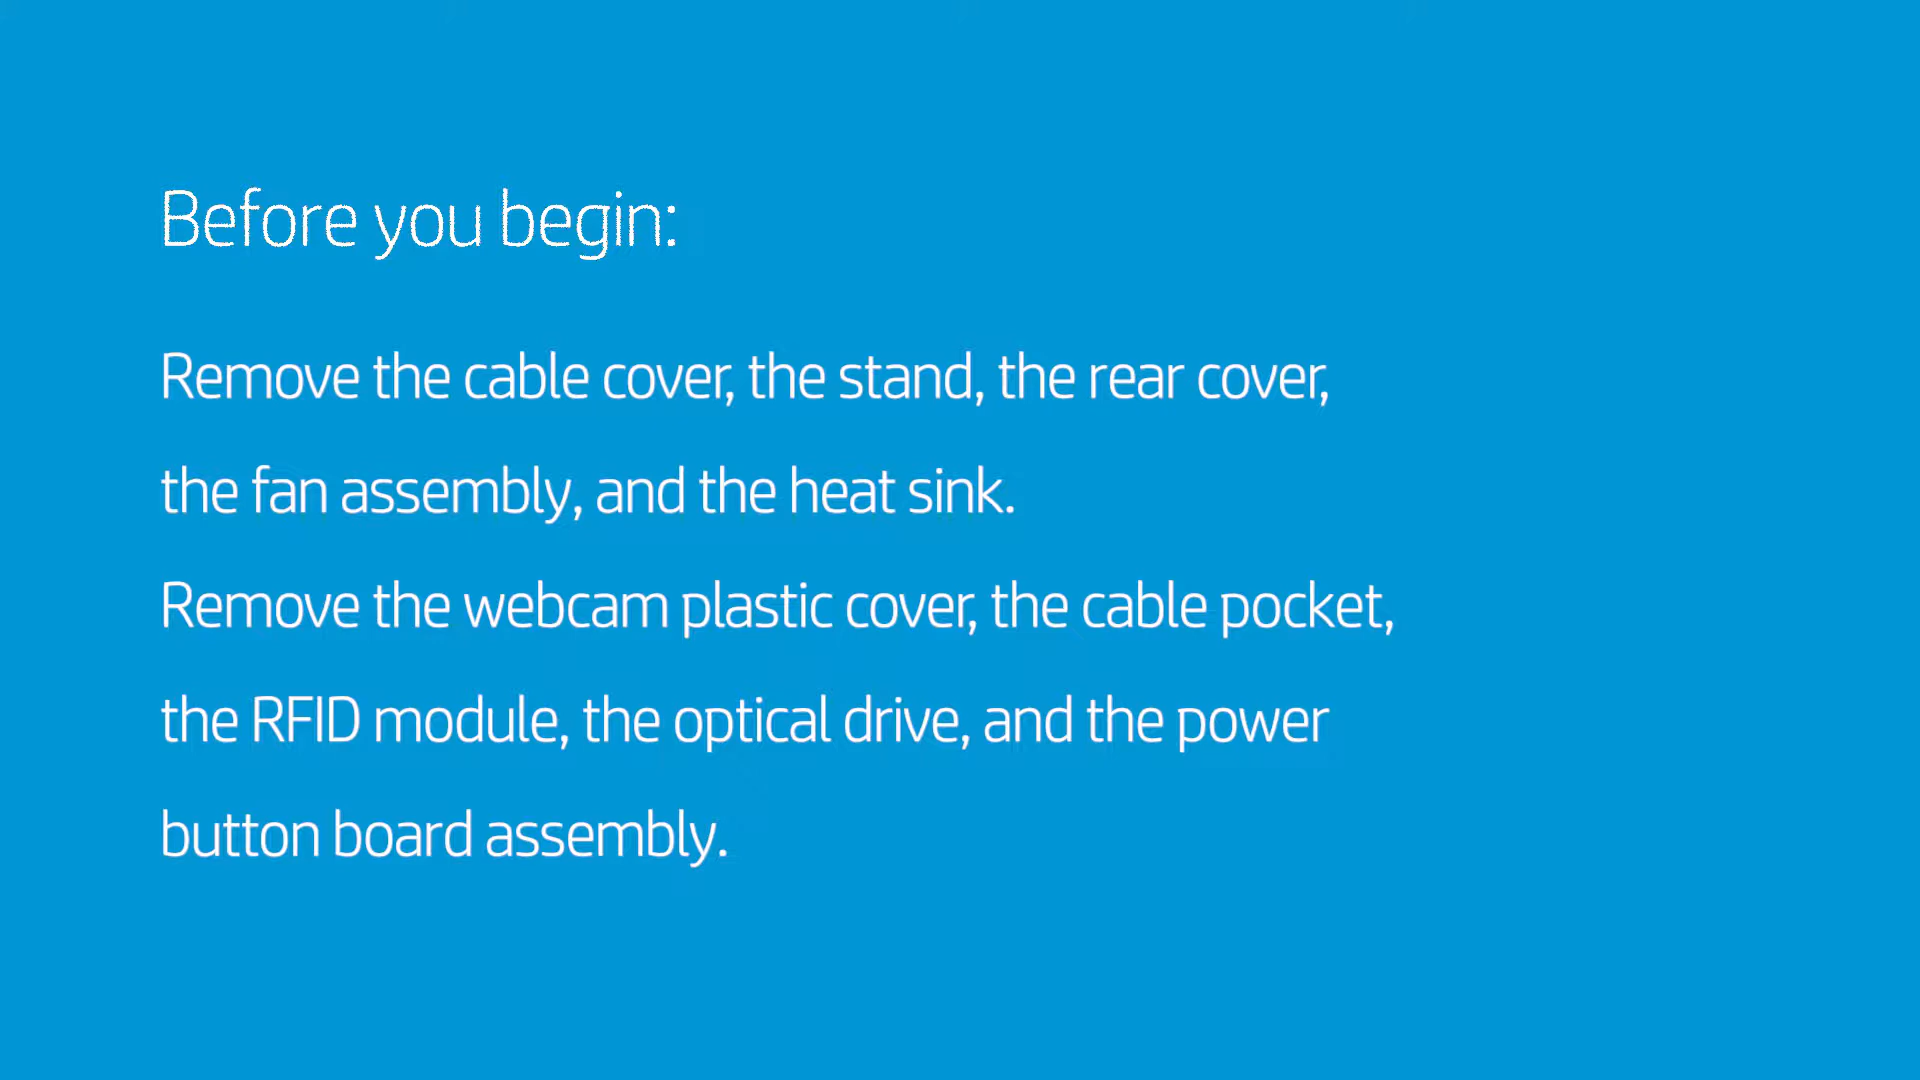 Before you begin:
Remove the cable cover, the stand, the rear cover,
the fan assembly, and the heat sink.
Remove the webcam plastic cover, the cable pocket,
the RFID module, the optical drive, and the power
button board assembly.